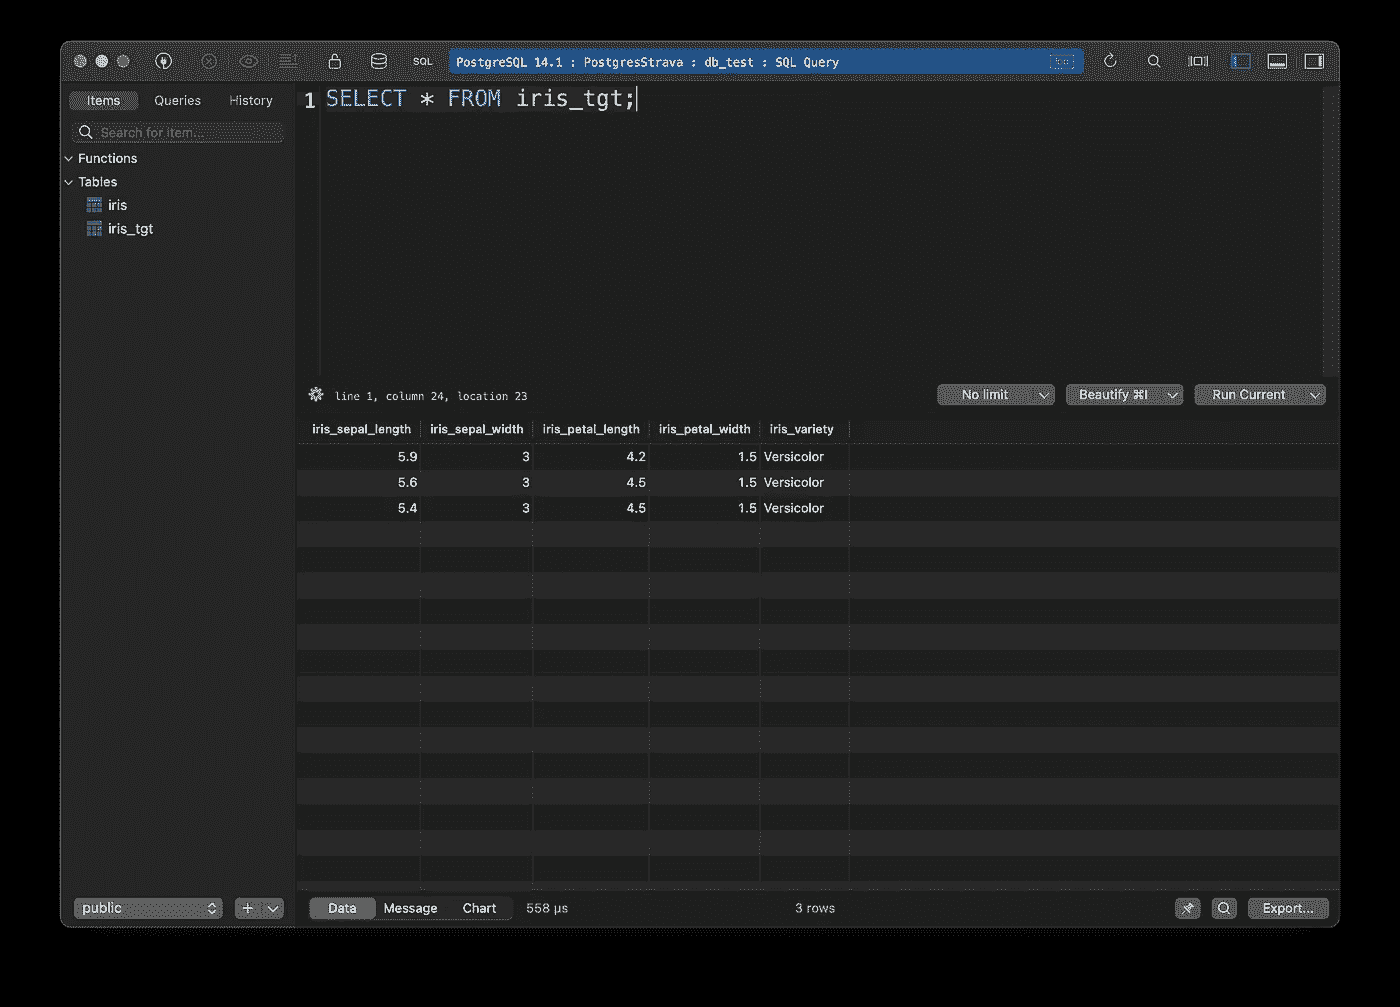 SQL PostgreSQL 14.1 : PostgresStrava : db_test : SQL Query
Items Queries History
Search for item...
Functions
Tables
iris
iris_tgt
1 SELECT * FROM iris_tgt;
line 1, column 24, location 23 No limit Beautify ⌘I Run Current
iris_sepal_length iris_sepal_width iris_petal_length iris_petal_width iris_variety
5.9 3 4.2 1.5 Versicolor
5.6 3 4.5 1.5 Versicolor
5.4 3 4.5 1.5 Versicolor
public Data Message Chart 558 µs 3 rows Export...